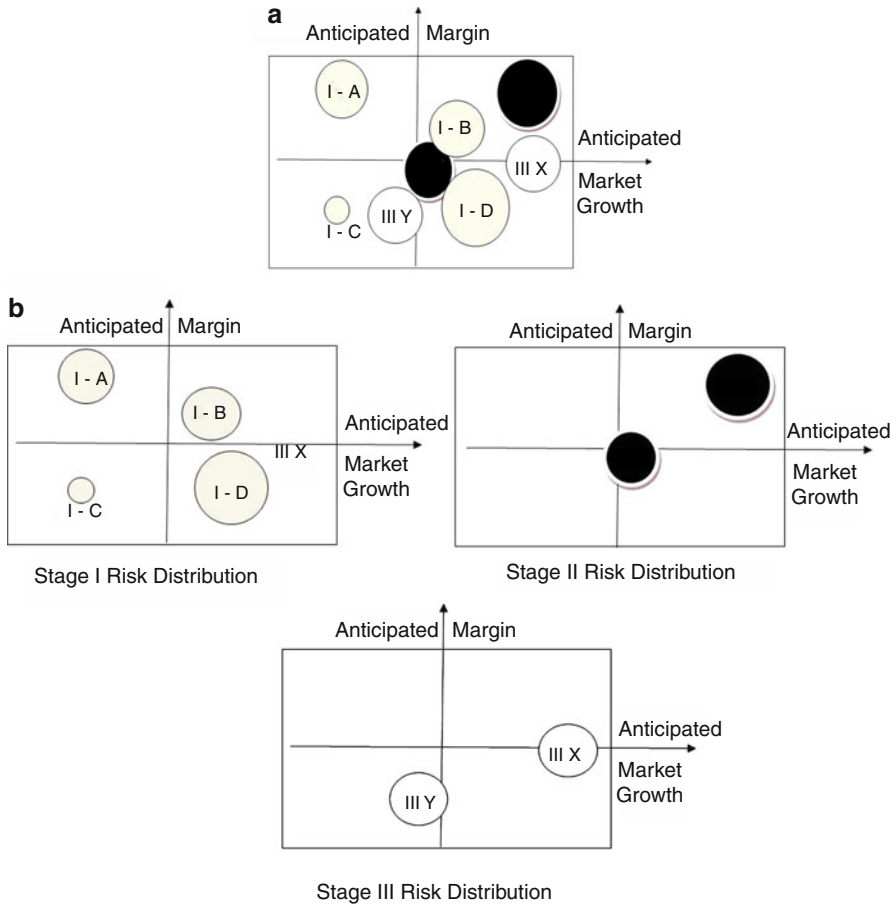 a
Anticipated Margin
I - A
I - B
Anticipated
Market
Growth
III X
I - D
III Y
I - C
b
Anticipated Margin
I - A
I - B
Anticipated
III X
Market
Growth
I - D
I - C
Stage I Risk Distribution
Anticipated Margin
Anticipated
Market
Growth
Stage II Risk Distribution
Anticipated Margin
Anticipated
III X
Market
Growth
III Y
Stage III Risk Distribution